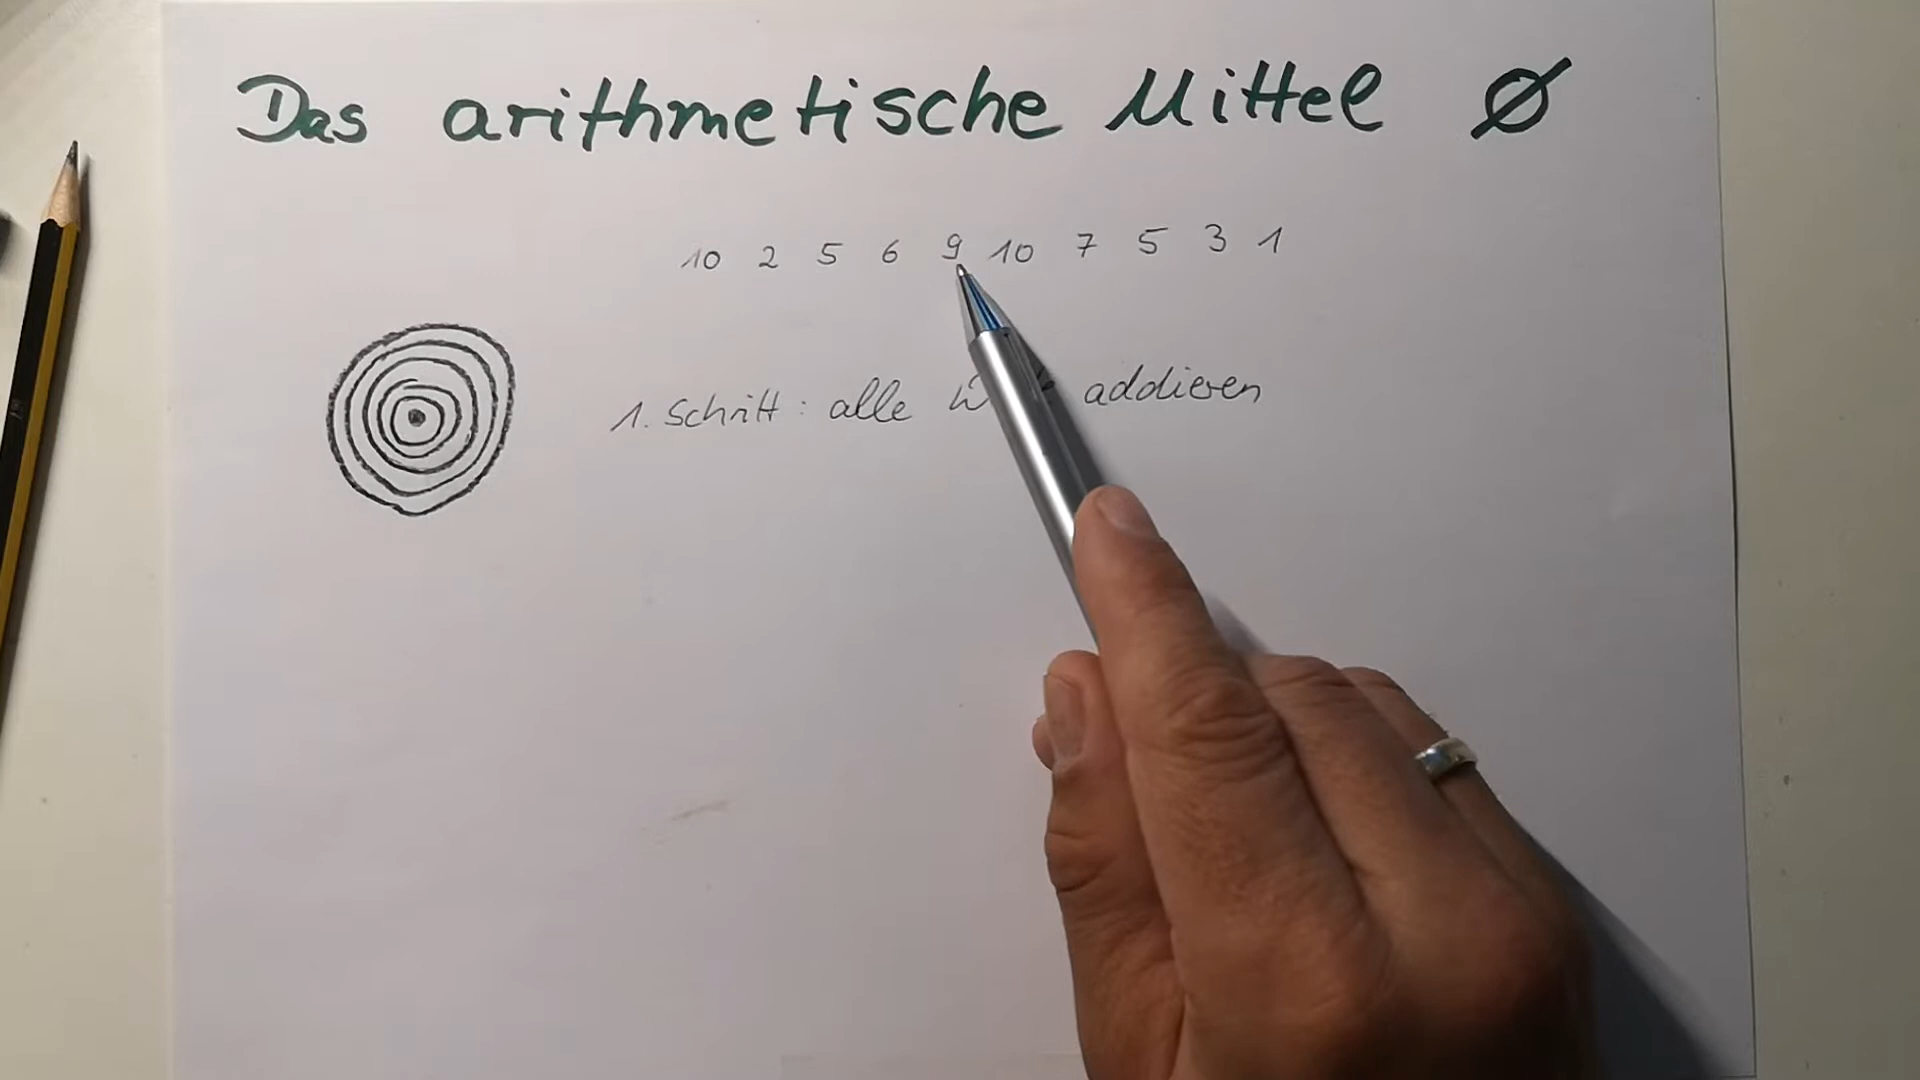 Das arithmetische Mittel Ø
10 2 5 6 9 10 7 5 3 1
1. Schritt: alle addieren